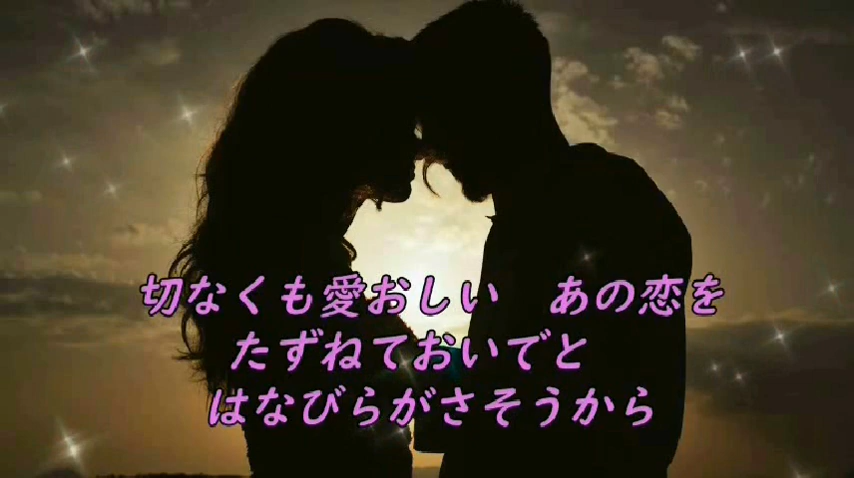 切なくも愛おしい　あの恋を
たずねておいでと
はなびらがさそうから